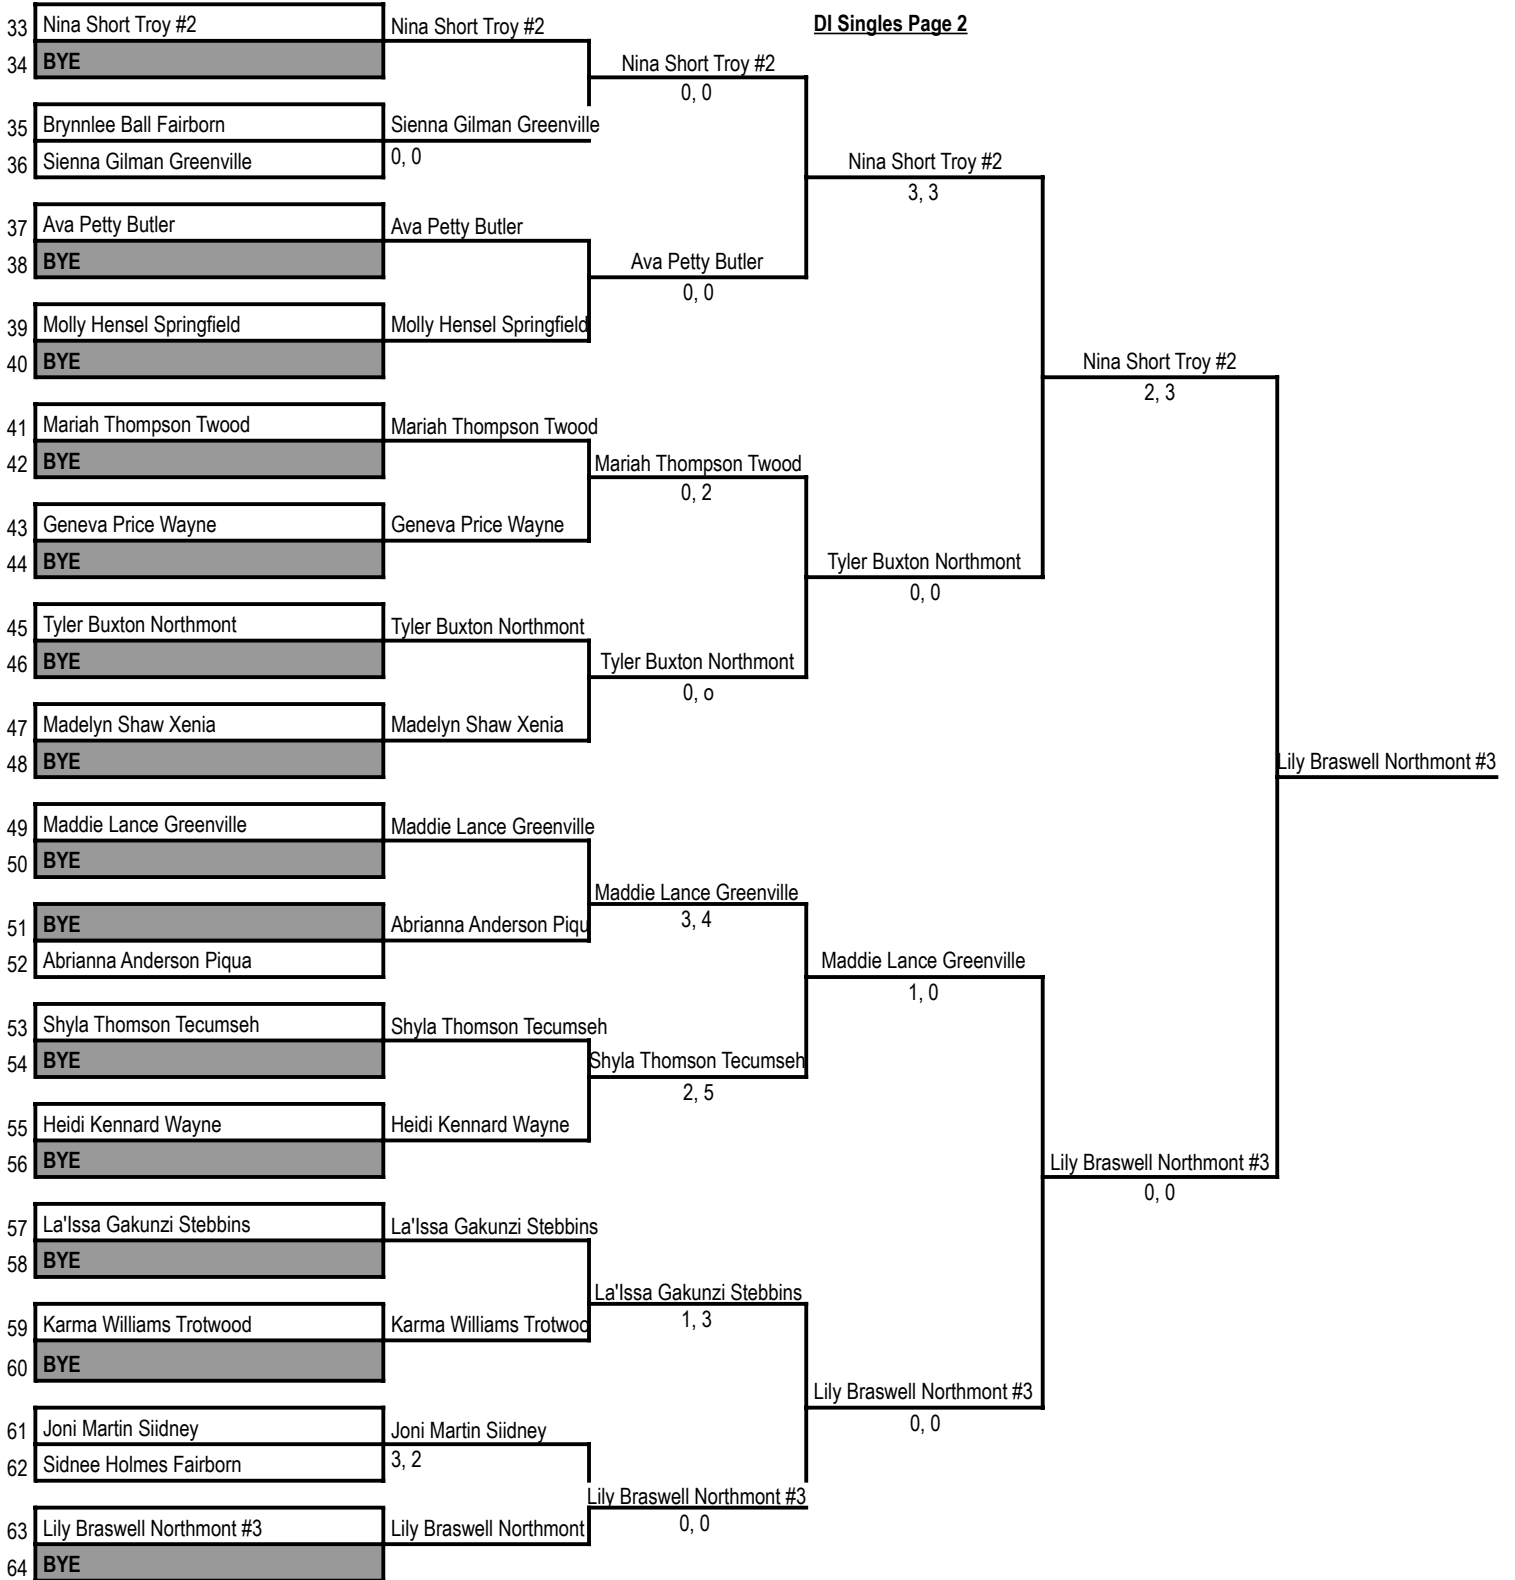 DI Singles Page 2
33 Nina Short Troy #2
34 BYE
35 Brynnlee Ball Fairborn
36 Sienna Gilman Greenville
37 Ava Petty Butler
38 BYE
39 Molly Hensel Springfield
40 BYE
41 Mariah Thompson Twood
42 BYE
43 Geneva Price Wayne
44 BYE
45 Tyler Buxton Northmont
46 BYE
47 Madelyn Shaw Xenia
48 BYE
49 Maddie Lance Greenville
50 BYE
51 BYE
52 Abrianna Anderson Piqua
53 Shyla Thomson Tecumseh
54 BYE
55 Heidi Kennard Wayne
56 BYE
57 La'Issa Gakunzi Stebbins
58 BYE
59 Karma Williams Trotwood
60 BYE
61 Joni Martin Siidney
62 Sidnee Holmes Fairborn
63 Lily Braswell Northmont #3
64 BYE
Nina Short Troy #2
Sienna Gilman Greenville
0, 0
Ava Petty Butler
Molly Hensel Springfield
Mariah Thompson Twood
Geneva Price Wayne
Tyler Buxton Northmont
Madelyn Shaw Xenia
Maddie Lance Greenville
Abrianna Anderson Piqu
Shyla Thomson Tecumseh
Heidi Kennard Wayne
La'Issa Gakunzi Stebbins
Karma Williams Trotwoo
Joni Martin Siidney
3, 2
Lily Braswell Northmont
Nina Short Troy #2
0, 0
Ava Petty Butler
0, 0
Mariah Thompson Twood
0, 2
Tyler Buxton Northmont
0, o
Maddie Lance Greenville
3, 4
Shyla Thomson Tecumseh
2, 5
La'Issa Gakunzi Stebbins
1, 3
Lily Braswell Northmont #3
0, 0
Nina Short Troy #2
3, 3
Tyler Buxton Northmont
0, 0
Maddie Lance Greenville
1, 0
Lily Braswell Northmont #3
0, 0
Nina Short Troy #2
2, 3
Lily Braswell Northmont #3
0, 0
Lily Braswell Northmont #3